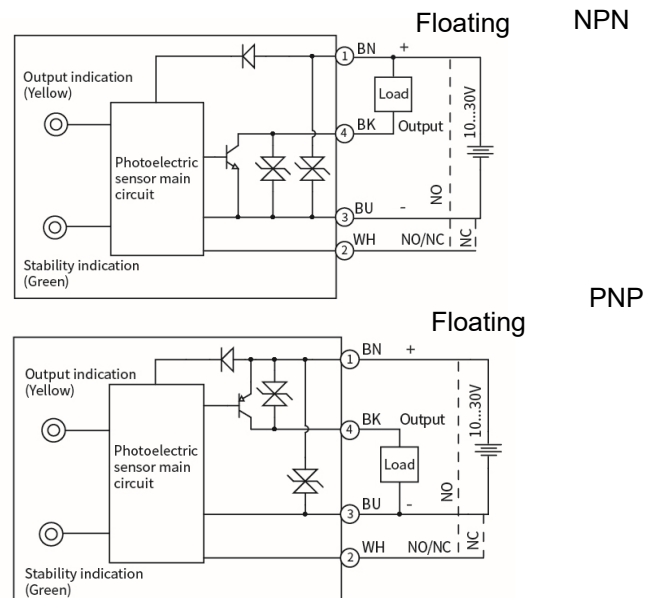 Floating NPN
1 BN +
Output indication
(Yellow)
Load
10...30V
4 BK Output
Photoelectric
sensor main
circuit
NO
3 BU -
2 WH NO/NC NC
Stability indication
(Green)
PNP
Floating
1 BN +
Output indication
(Yellow)
10...30V
4 BK Output
Photoelectric
sensor main
circuit
Load
NO
3 BU -
2 WH NO/NC NC
Stability indication
(Green)